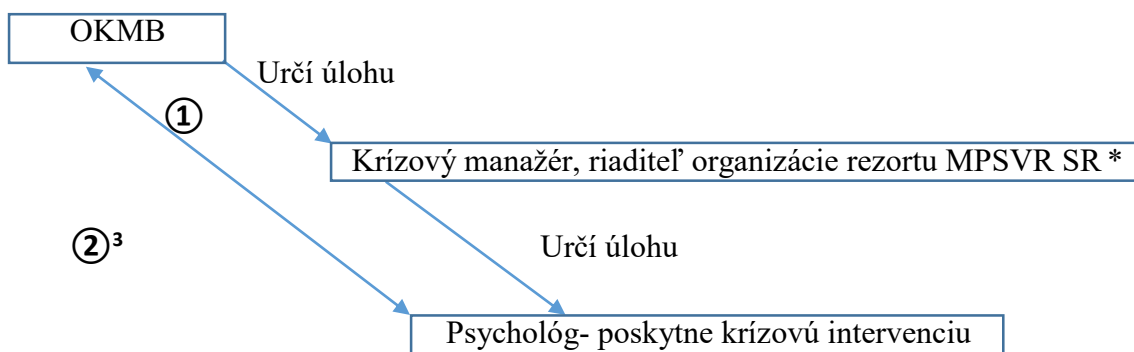 OKMB
Určí úlohu
①
Krízový manažér, riaditeľ organizácie rezortu MPSVR SR *
②³
Určí úlohu
Psychológ- poskytne krízovú intervenciu